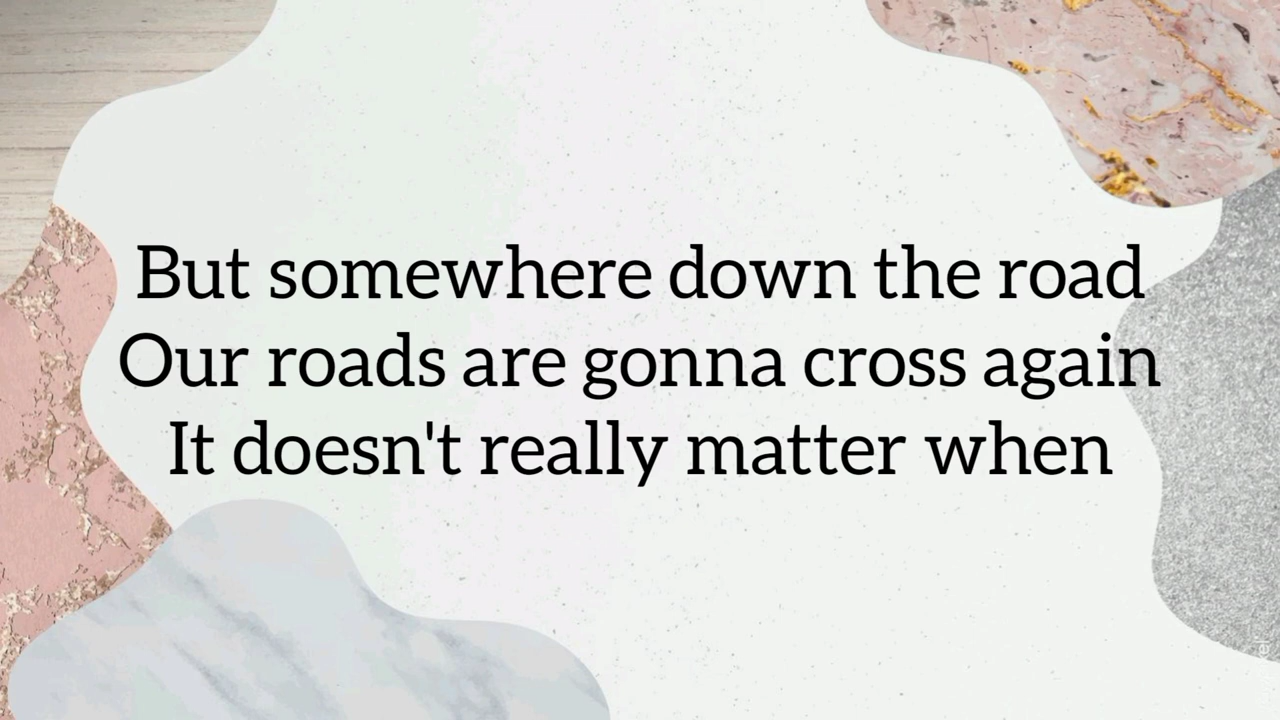 But somewhere down the road
Our roads are gonna cross again
It doesn't really matter when